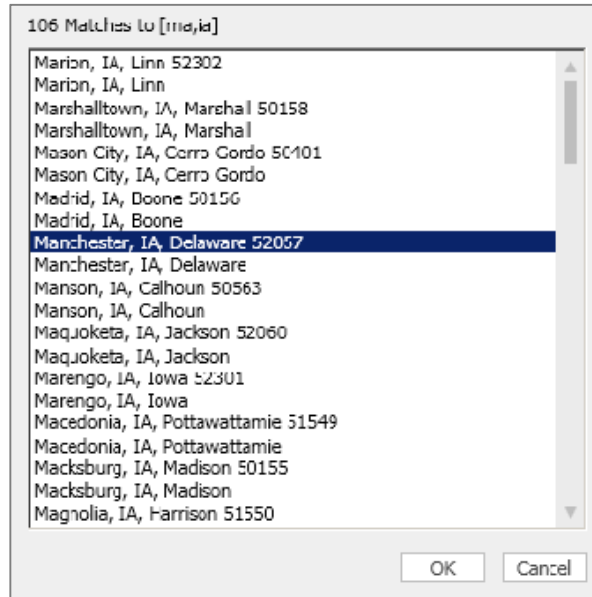 106 Matches to [ma,ia]
Marion, IA, Linn 52302
Marion, IA, Linn
Marshalltown, IA, Marshall 50158
Marshalltown, IA, Marshall
Mason City, IA, Cerro Gordo 50401
Mason City, IA, Cerro Gordo
Madrid, IA, Boone 50156
Madrid, IA, Boone
Manchester, IA, Delaware 52057
Manchester, IA, Delaware
Manson, IA, Calhoun 50563
Manson, IA, Calhoun
Maquoketa, IA, Jackson 52060
Maquoketa, IA, Jackson
Marengo, IA, Iowa 52301
Marengo, IA, Iowa
Macedonia, IA, Pottawattamie 51549
Macedonia, IA, Pottawattamie
Macksburg, IA, Madison 50155
Macksburg, IA, Madison
Magnolia, IA, Harrison 51550
OK Cancel